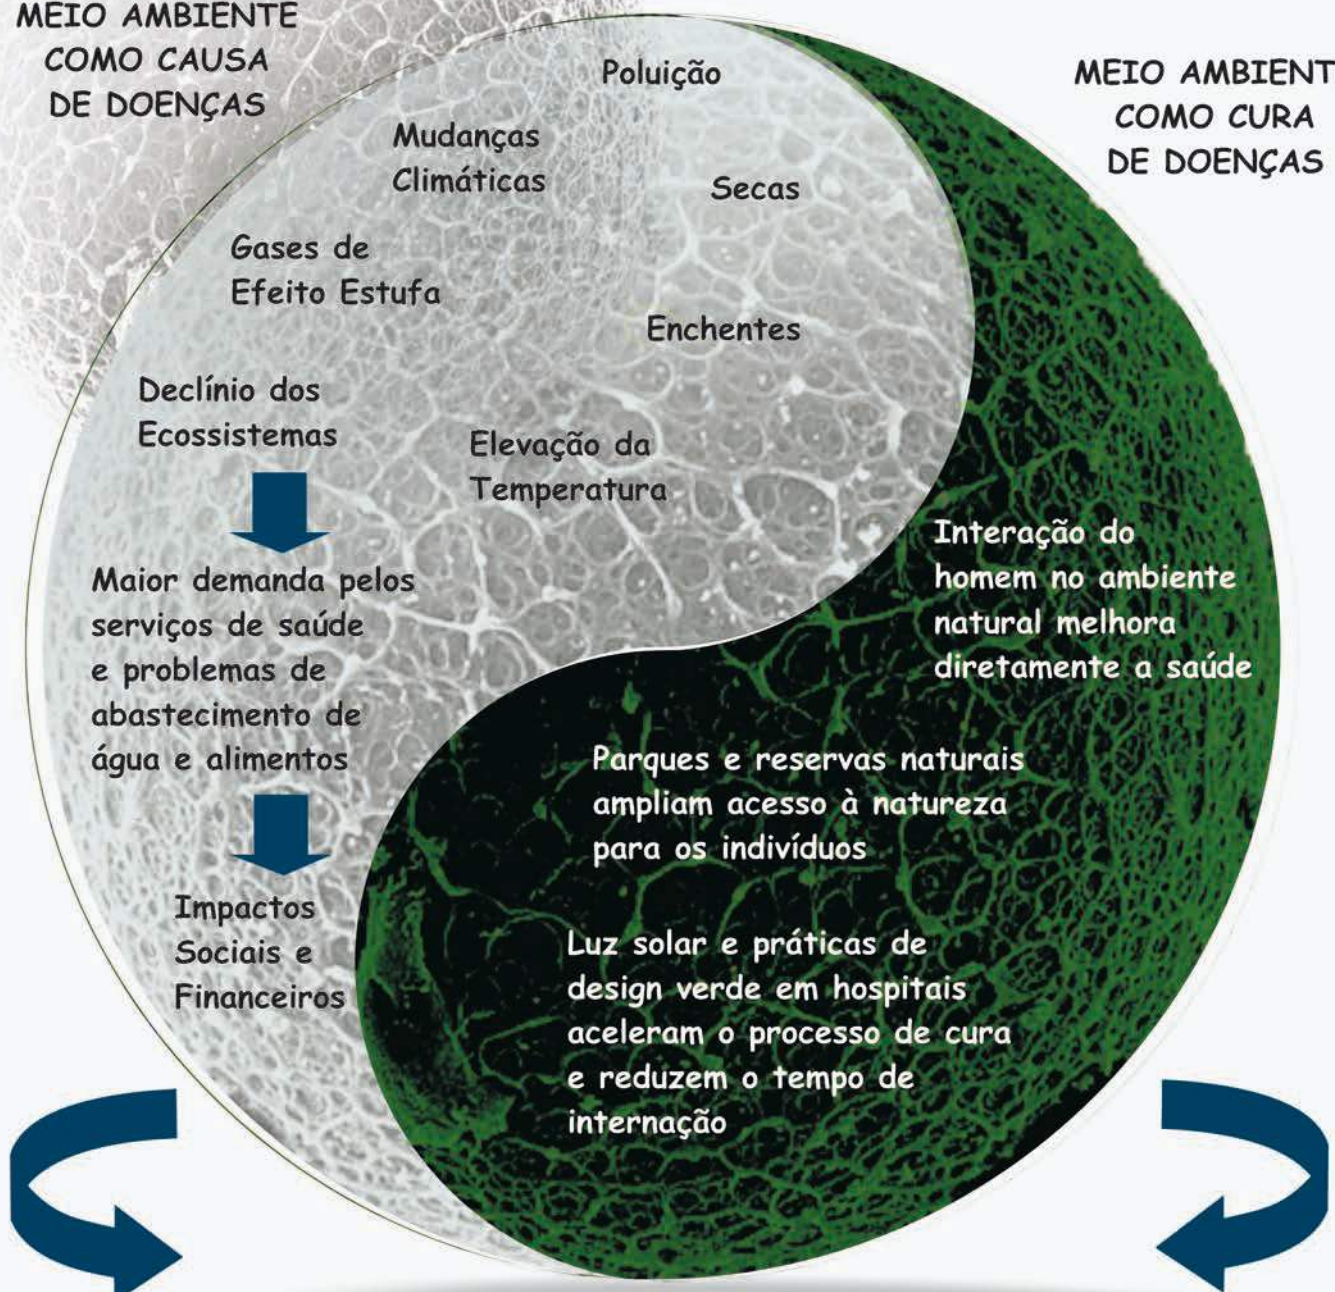 MEIO AMBIENTE
COMO CAUSA
DE DOENÇAS
MEIO AMBIENT
COMO CURA
DE DOENÇAS
Poluição
Mudanças
Climáticas
Secas
Gases de
Efeito Estufa
Enchentes
Declínio dos
Ecossistemas
Elevação da
Temperatura
Maior demanda pelos
serviços de saúde
e problemas de
abastecimento de
água e alimentos
Impactos
Sociais e
Financeiros
Interação do
homem no ambiente
natural melhora
diretamente a saúde
Parques e reservas naturais
ampliam acesso à natureza
para os indivíduos
Luz solar e práticas de
design verde em hospitais
aceleram o processo de cura
e reduzem o tempo de
internação